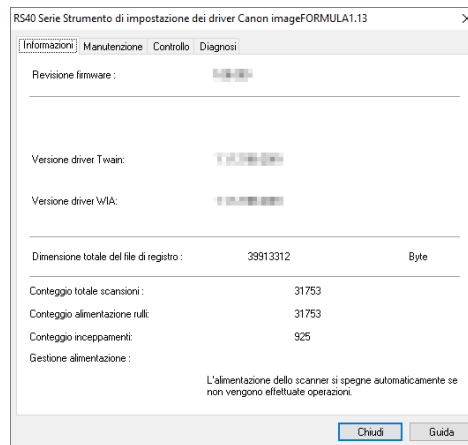 RS40 Serie Strumento di impostazione dei driver Canon imageFORMULA1.13
Informazioni Manutenzione Controllo Diagnosi
Revisione firmware :
Versione driver Twain:
Versione driver WIA:
Dimensione totale del file di registro : 39913312 Byte
Conteggio totale scansioni : 31753
Conteggio alimentazione rulli: 31753
Conteggio inceppamenti: 925
Gestione alimentazione :
L'alimentazione dello scanner si spegne automaticamente se
non vengono effettuate operazioni.
Chiudi Guida